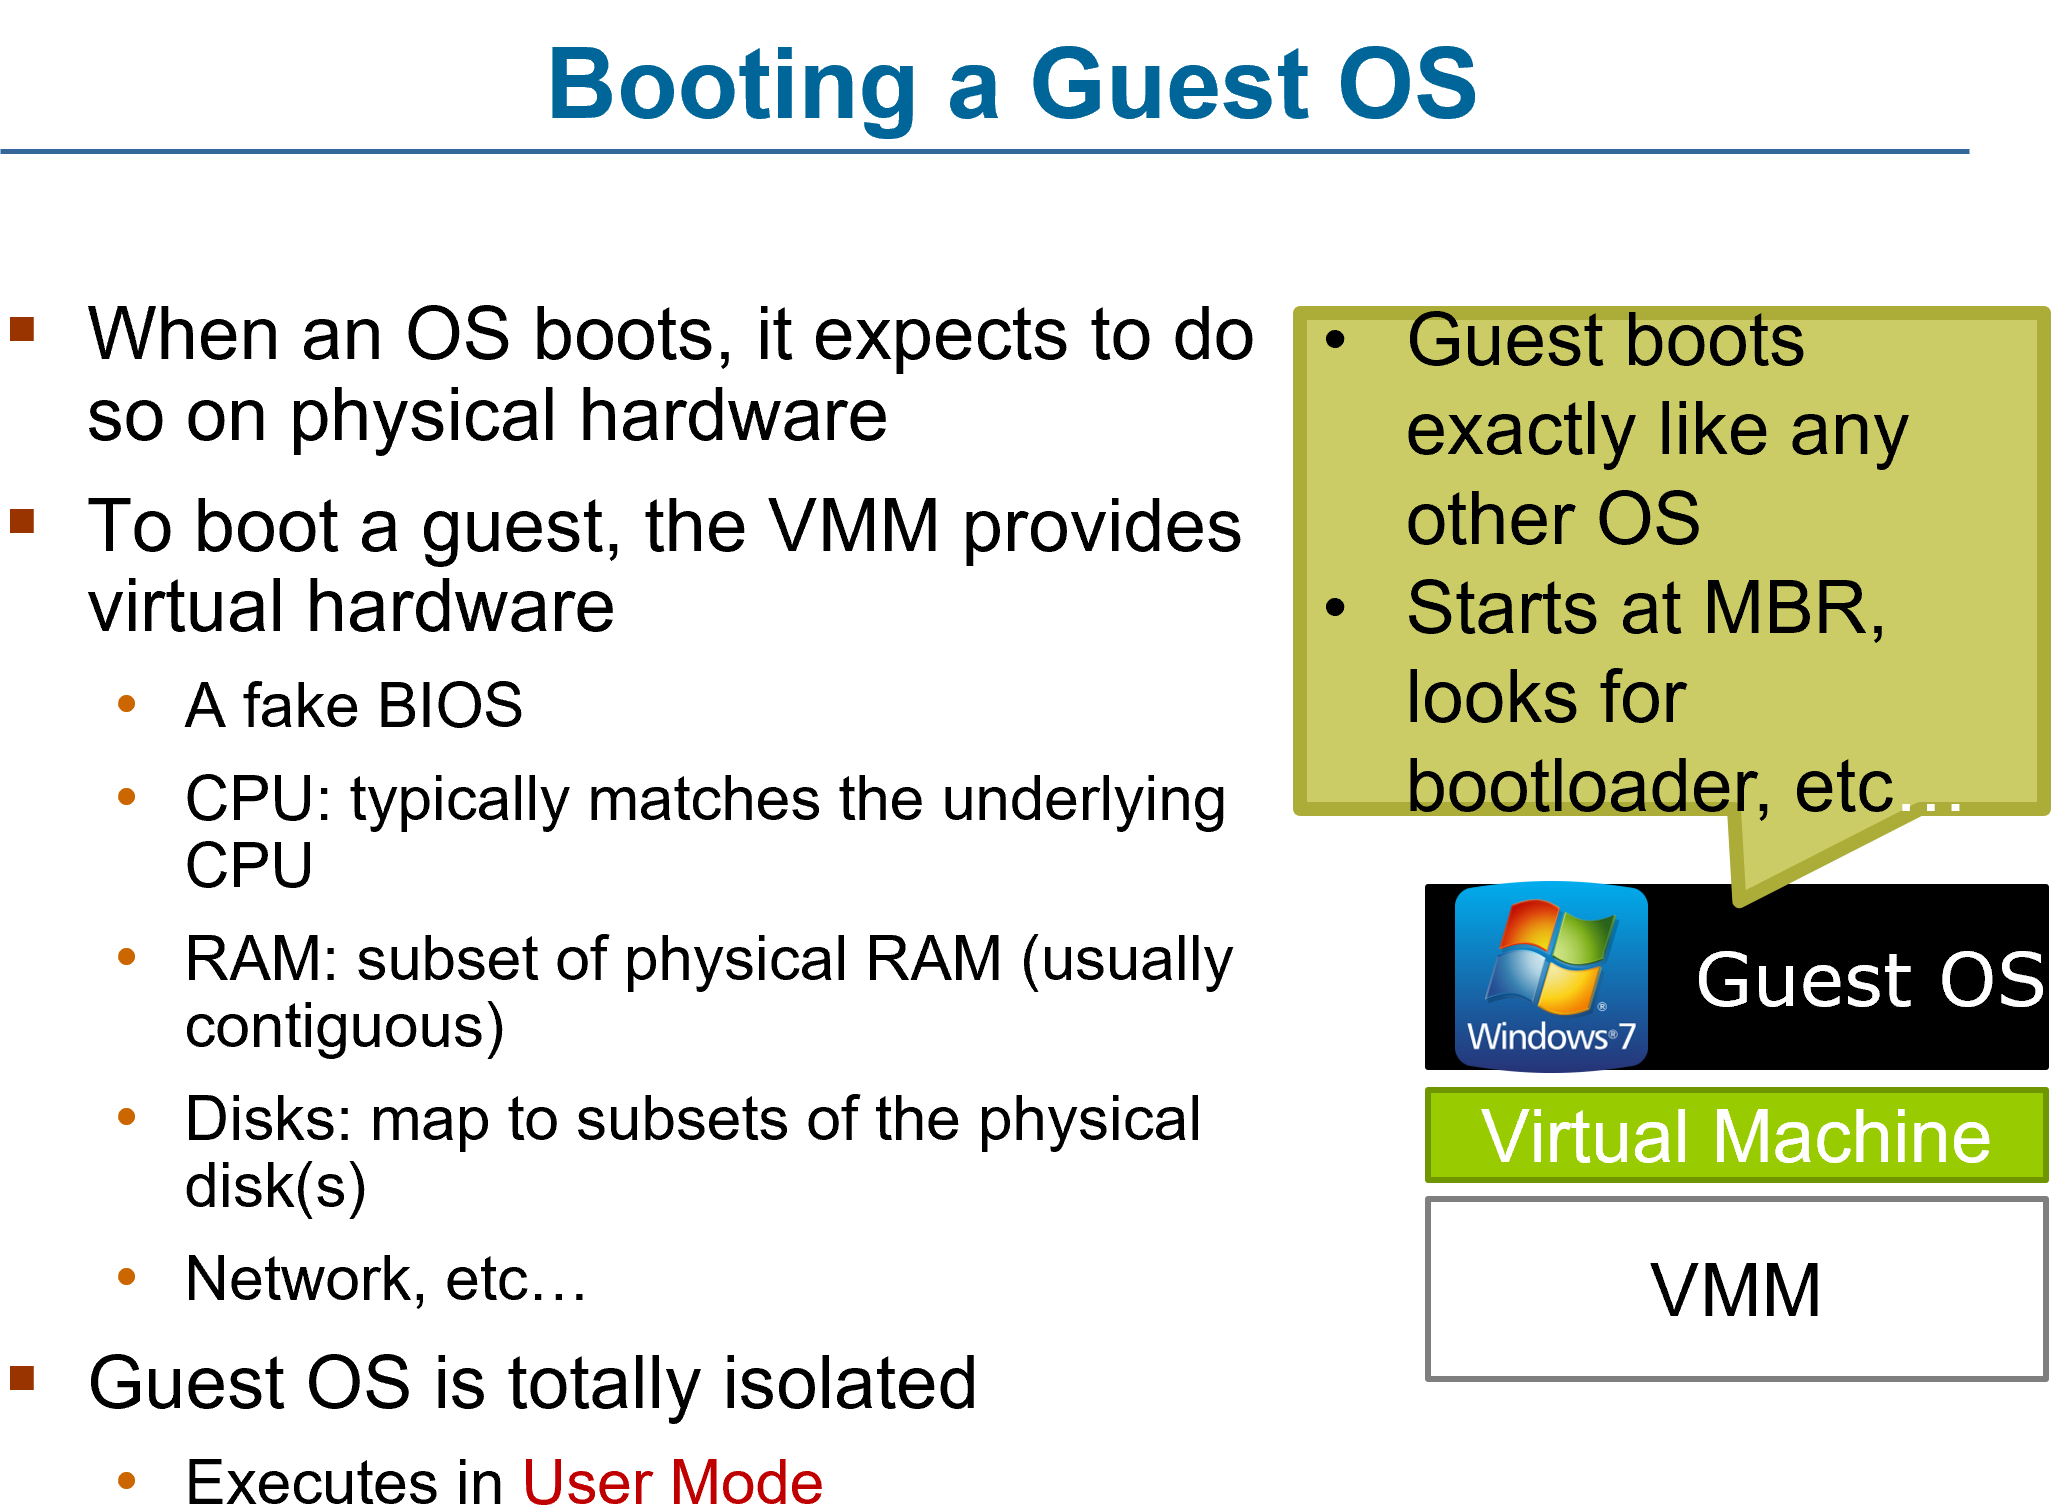 Booting a Guest OS
When an OS boots, it expects to do
so on physical hardware
To boot a guest, the VMM provides
virtual hardware
• A fake BIOS
• CPU: typically matches the underlying
CPU
• RAM: subset of physical RAM (usually
contiguous)
• Disks: map to subsets of the physical
disk(s)
• Network, etc…
Guest OS is totally isolated
• Executes in User Mode
• Guest boots
exactly like any
other OS
• Starts at MBR,
looks for
bootloader, etc…
Windows®7
®
Guest OS
Virtual Machine
VMM